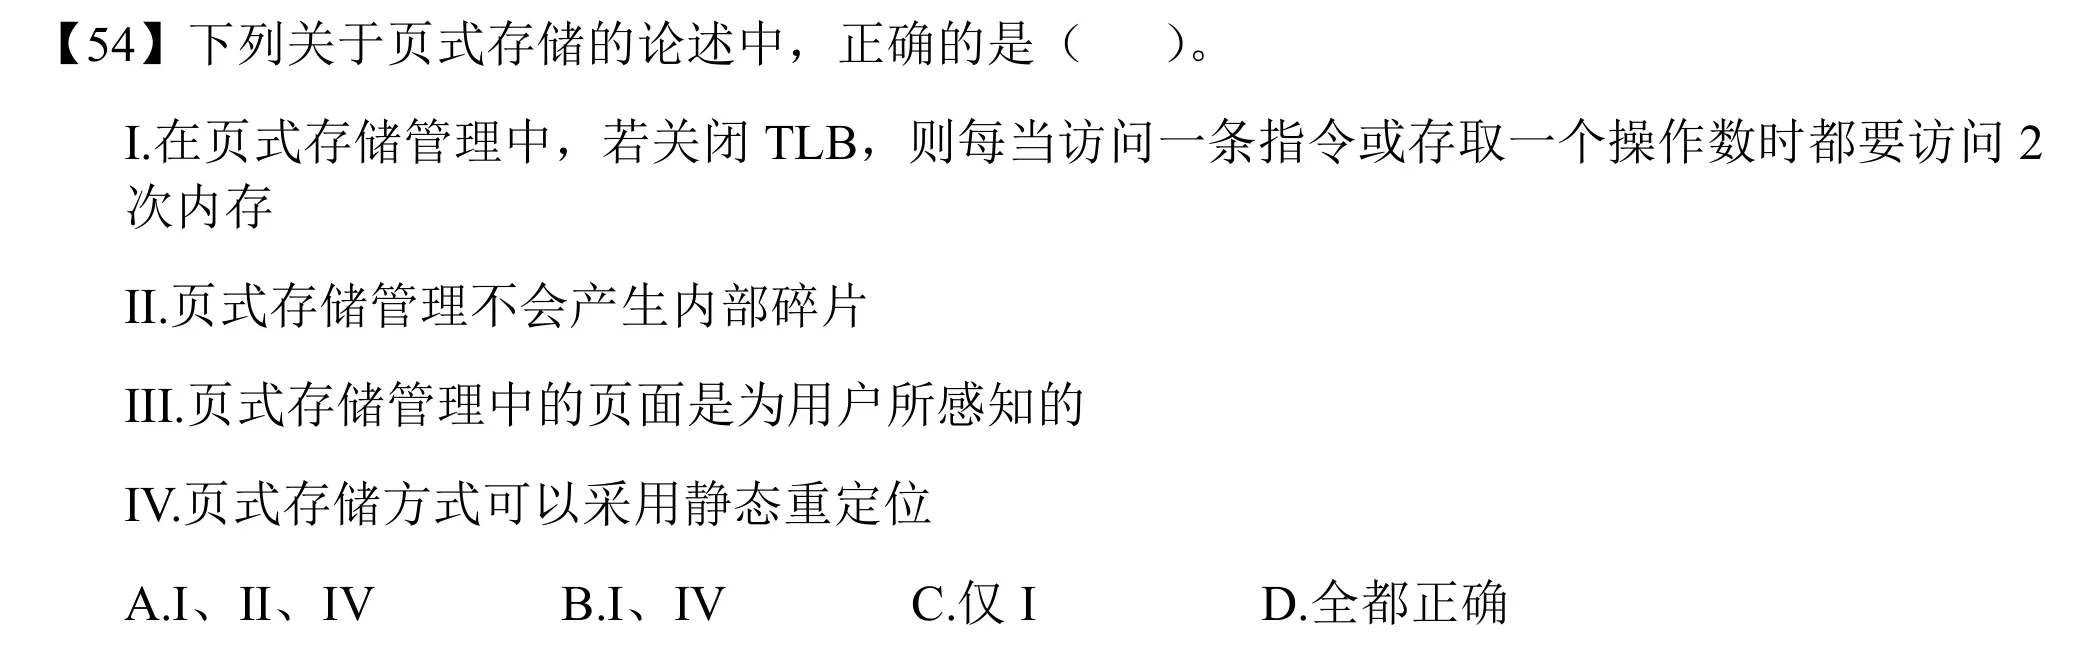 【54】下列关于页式存储的论述中，正确的是（　　）。
I.在页式存储管理中，若关闭 TLB，则每当访问一条指令或存取一个操作数时都要访问 2
次内存
II.页式存储管理不会产生内部碎片
III.页式存储管理中的页面是为用户所感知的
IV.页式存储方式可以采用静态重定位
A.I、II、IV　　B.I、IV　　C.仅 I　　D.全都正确